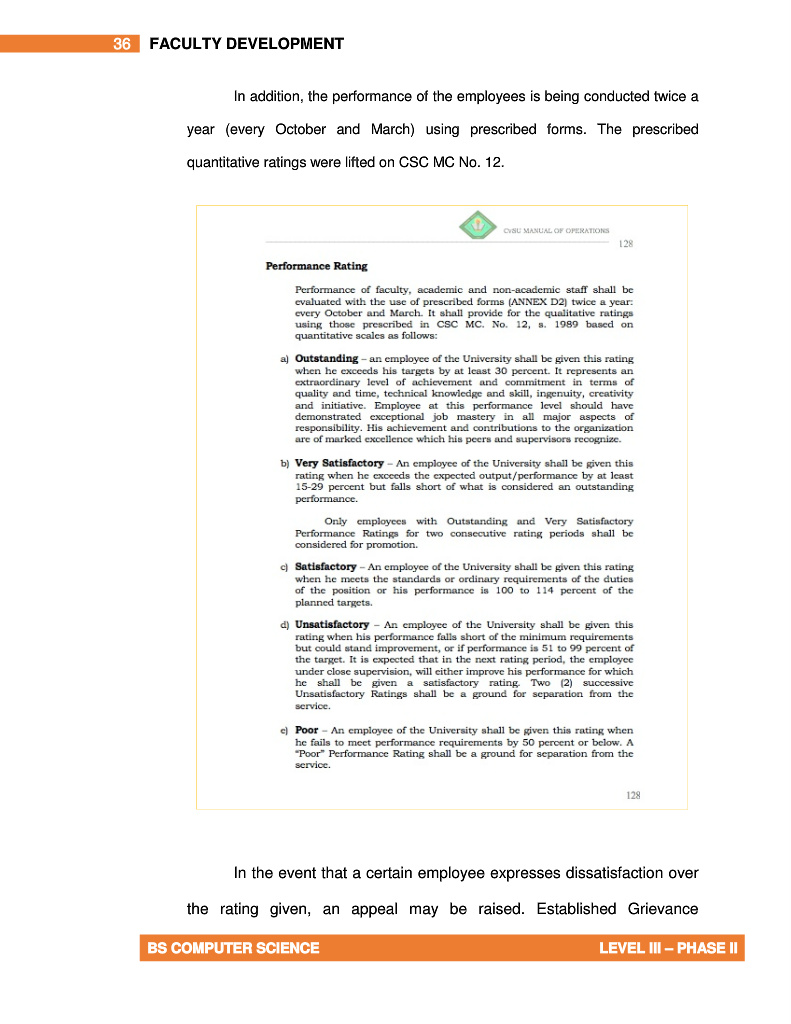 36 FACULTY DEVELOPMENT
In addition, the performance of the employees is being conducted twice a
year (every October and March) using prescribed forms. The prescribed
quantitative ratings were lifted on CSC MC No. 12.
CvSU MANUAL OF OPERATIONS
128
Performance Rating
Performance of faculty, academic and non-academic staff shall be
evaluated with the use of prescribed forms (ANNEX D2) twice a year:
every October and March. It shall provide for the qualitative ratings
using those prescribed in CSC MC. No. 12, s. 1989 based on
quantitative scales as follows:
a) Outstanding – an employee of the University shall be given this rating
when he exceeds his targets by at least 30 percent. It represents an
extraordinary level of achievement and commitment in terms of
quality and time, technical knowledge and skill, ingenuity, creativity
and initiative. Employee at this performance level should have
demonstrated exceptional job mastery in all major aspects of
responsibility. His achievement and contributions to the organization
are of marked excellence which his peers and supervisors recognize.
b) Very Satisfactory – An employee of the University shall be given this
rating when he exceeds the expected output/performance by at least
15-29 percent but falls short of what is considered an outstanding
performance.
Only employees with Outstanding and Very Satisfactory
Performance Ratings for two consecutive rating periods shall be
considered for promotion.
c) Satisfactory – An employee of the University shall be given this rating
when he meets the standards or ordinary requirements of the duties
of the position or his performance is 100 to 114 percent of the
planned targets.
d) Unsatisfactory – An employee of the University shall be given this
rating when his performance falls short of the minimum requirements
but could stand improvement, or if performance is 51 to 99 percent of
the target. It is expected that in the next rating period, the employee
under close supervision, will either improve his performance for which
he shall be given a satisfactory rating. Two (2) successive
Unsatisfactory Ratings shall be a ground for separation from the
service.
e) Poor – An employee of the University shall be given this rating when
he fails to meet performance requirements by 50 percent or below. A
"Poor" Performance Rating shall be a ground for separation from the
service.
128
In the event that a certain employee expresses dissatisfaction over
the rating given, an appeal may be raised. Established Grievance
BS COMPUTER SCIENCE LEVEL III – PHASE II